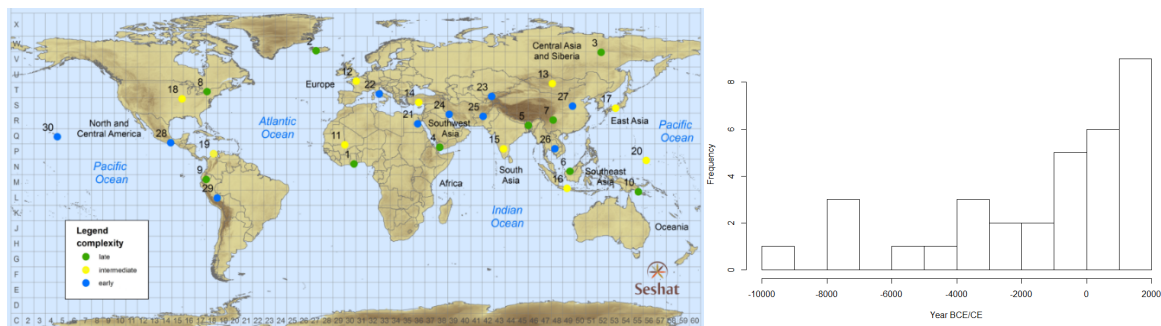 X
W
V
U
T
S
R
Q
P
N
M
L
K
J
H
G
F
E
D
C 2 3 4 5 6 7 8 9 10 11 12 13 14 15 16 17 18 19 20 21 22 23 24 25 26 27 28 29 30 31 32 33 34 35 36 37 38 39 40 41 42 43 44 45 46 47 48 49 50 51 52 53 54 55 56 57 58 59 60
2
3
Central Asia
and Siberia
12
13
Europe
8
18
22
23
14
27
17
24
25
21
7
5
Southwest
Asia
East Asia
30
North and
Central America
28
Atlantic
Ocean
Pacific
Ocean
11
4
15
26
19
1
20
Pacific
Ocean
9
29
South
Asia
6
Southeast
Asia
16
10
Africa
Indian
Ocean
Oceania
Legend
complexity
late
intermediate
early
Seshat
Frequency
0
2
4
6
8
-10000
-8000
-6000
-4000
-2000
0
2000
Year BCE/CE